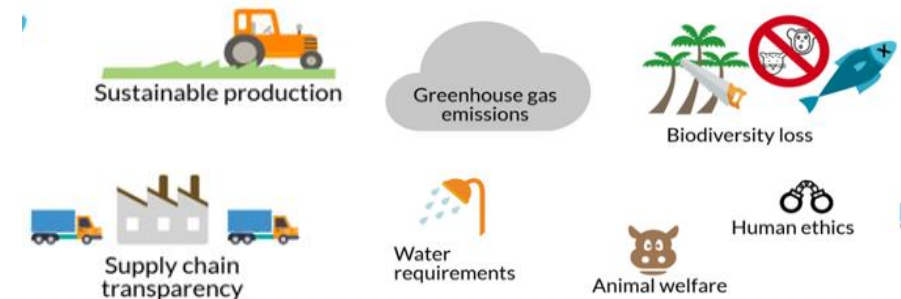 Sustainable production
Greenhouse gas
emissions
Biodiversity loss
Supply chain
transparency
Water
requirements
Animal welfare
Human ethics